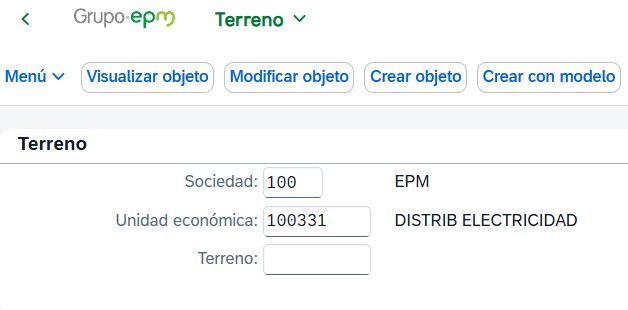 Grupo·epm Terreno
Menú Visualizar objeto Modificar objeto Crear objeto Crear con modelo
Terreno
Sociedad: 100 EPM
Unidad económica: 100331 DISTRIB ELECTRICIDAD
Terreno: